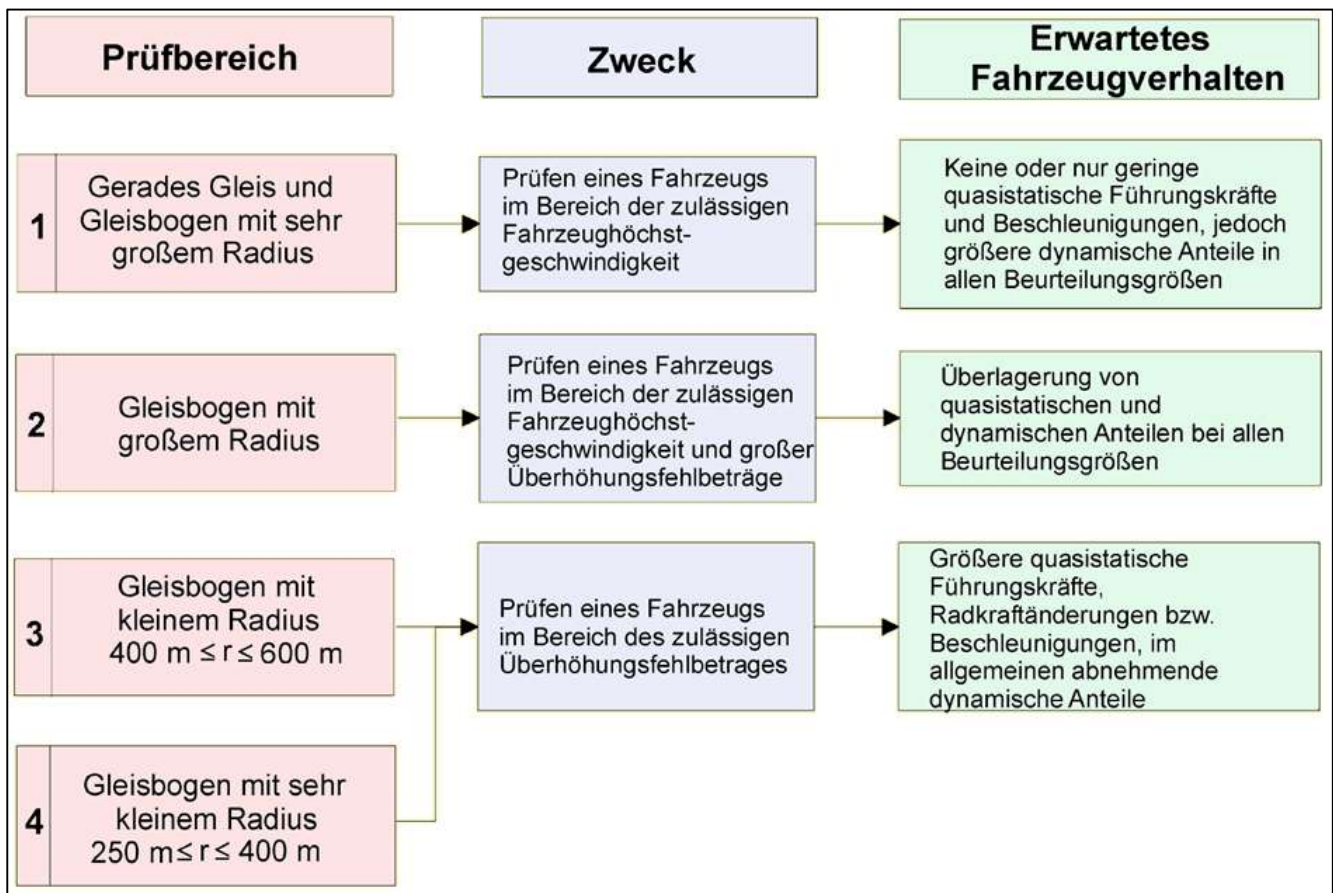 Prüfbereich
Zweck
Erwartetes
Fahrzeugverhalten
1
Gerades Gleis und
Gleisbogen mit sehr
großem Radius
Prüfen eines Fahrzeugs
im Bereich der zulässigen
Fahrzeughöchst-
geschwindigkeit
Keine oder nur geringe
quasistatische Führungskräfte
und Beschleunigungen, jedoch
größere dynamische Anteile in
allen Beurteilungsgrößen
2
Gleisbogen mit
großem Radius
Prüfen eines Fahrzeugs
im Bereich der zulässigen
Fahrzeughöchst-
geschwindigkeit und großer
Überhöhungsfehlbeträge
Überlagerung von
quasistatischen und
dynamischen Anteilen bei allen
Beurteilungsgrößen
3
Gleisbogen mit
kleinem Radius
400 m ≤ r ≤ 600 m
Prüfen eines Fahrzeugs
im Bereich des zulässigen
Überhöhungsfehlbetrages
Größere quasistatische
Führungskräfte,
Radkraftänderungen bzw.
Beschleunigungen, im
allgemeinen abnehmende
dynamische Anteile
4
Gleisbogen mit sehr
kleinem Radius
250 m ≤ r ≤ 400 m